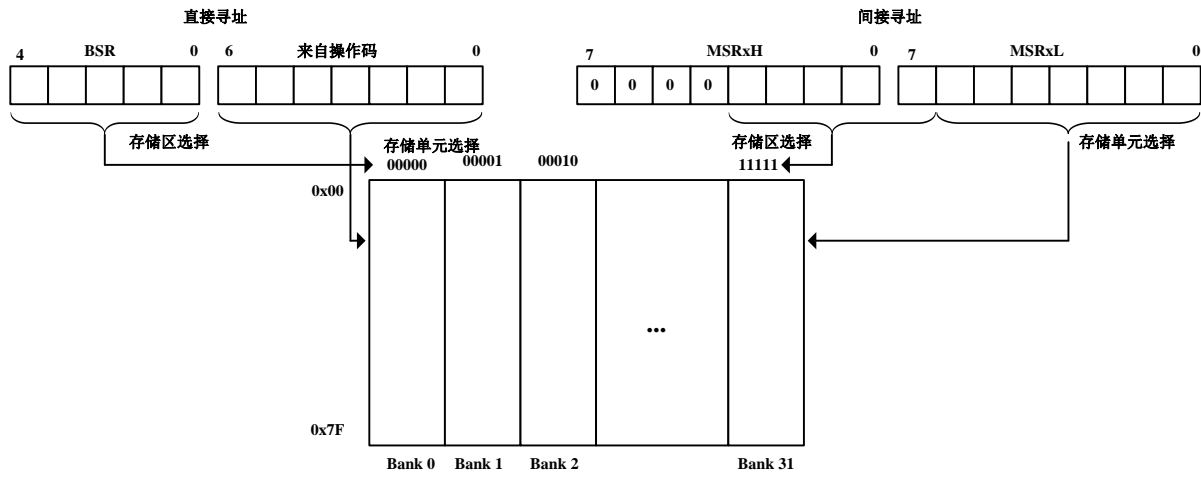 直接寻址 间接寻址
4 BSR 0 6 来自操作码 0 7 MSRxH 0 7 MSRxL 0
0 0 0 0
存储区选择 存储单元选择 存储区选择 存储单元选择
00000 00001 00010 11111
0x00
...
0x7F
Bank 0 Bank 1 Bank 2 Bank 31